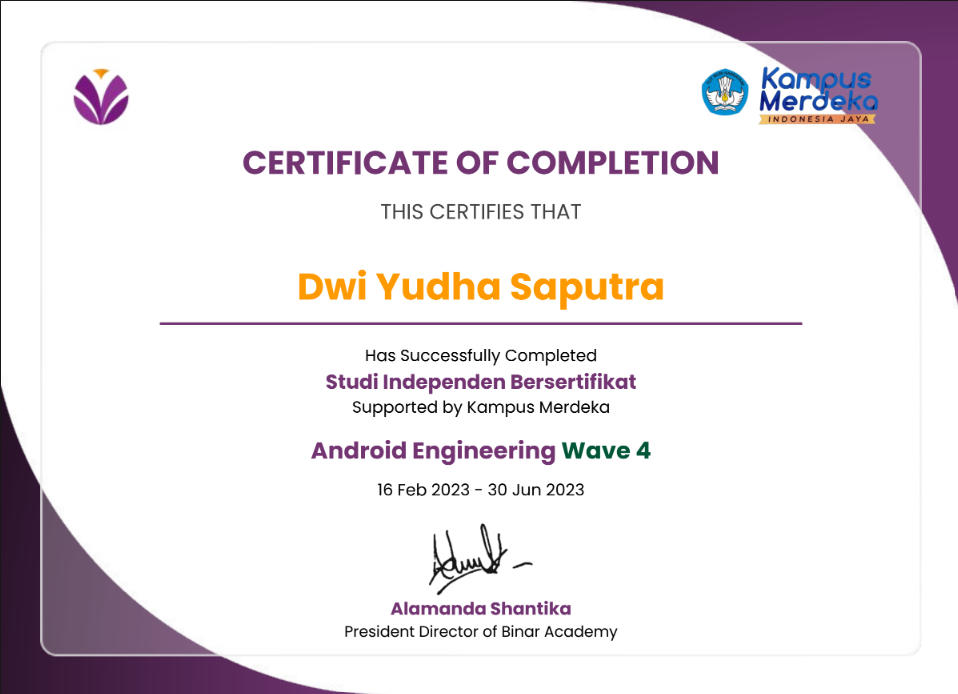 Kampus
Merdeka
INDONESIA JAYA
CERTIFICATE OF COMPLETION
THIS CERTIFIES THAT
Dwi Yudha Saputra
Has Successfully Completed
Studi Independen Bersertifikat
Supported by Kampus Merdeka
Android Engineering Wave 4
16 Feb 2023 - 30 Jun 2023
Alamanda Shantika
President Director of Binar Academy